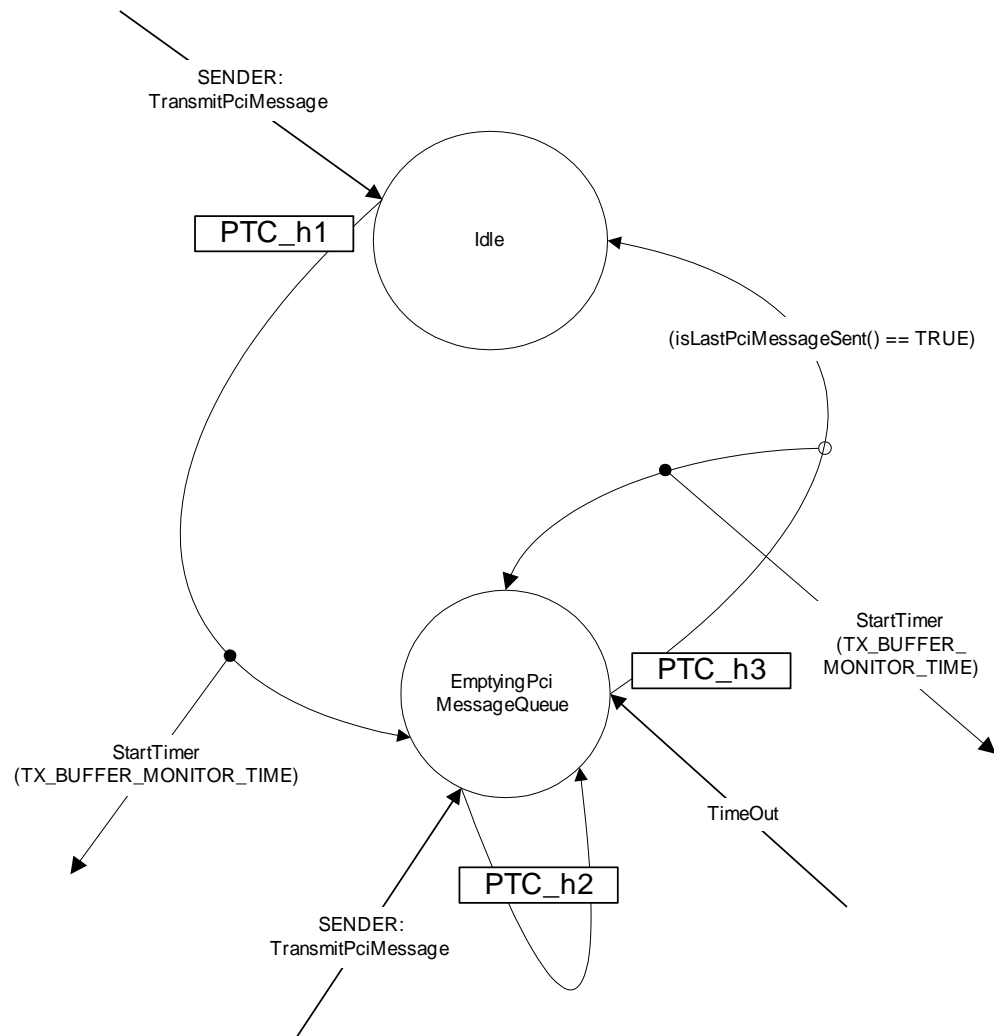 SENDER:
TransmitPciMessage
PTC_h1
Idle
(isLastPciMessageSent() == TRUE)
StartTimer
(TX_BUFFER_
MONITOR_TIME)
EmptyingPci
MessageQueue
PTC_h3
StartTimer
(TX_BUFFER_MONITOR_TIME)
TimeOut
PTC_h2
SENDER:
TransmitPciMessage